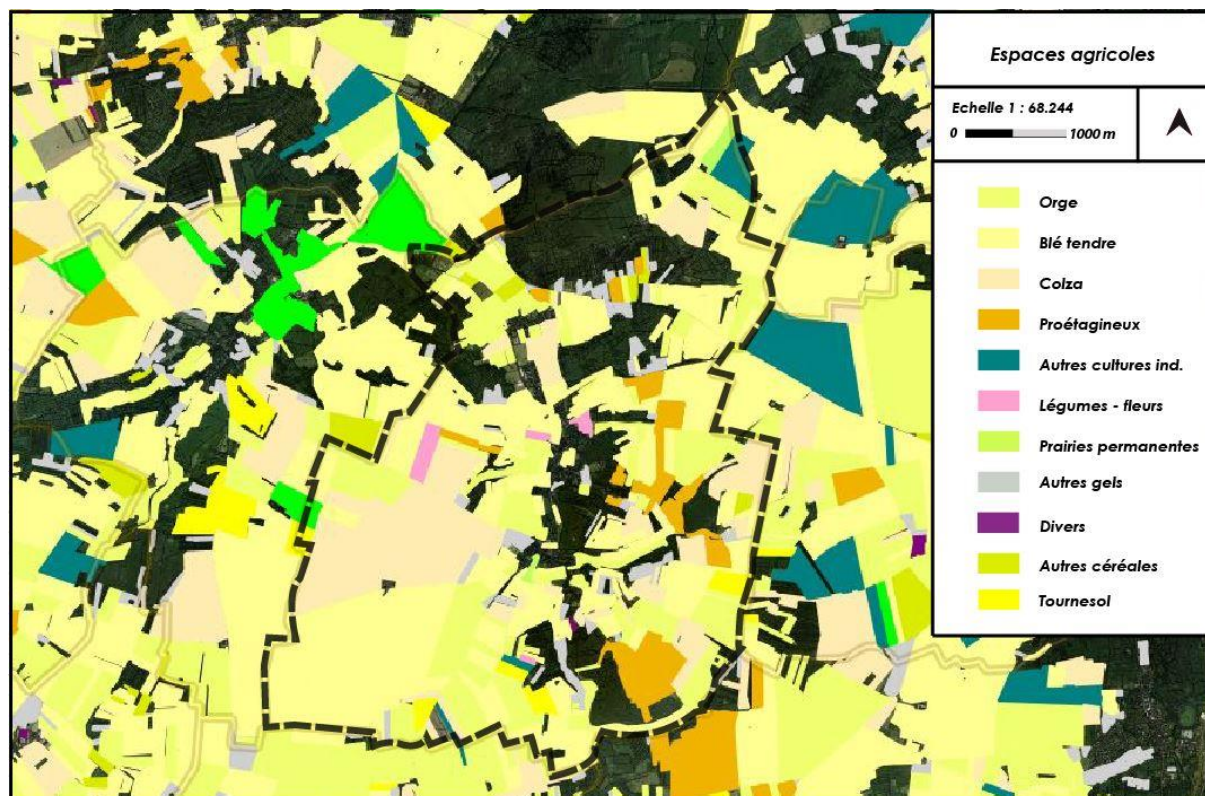 Espaces agricoles
Echelle 1 : 68.244
0 1000 m
Orge
Blé tendre
Colza
Proétagineux
Autres cultures ind.
Légumes - fleurs
Prairies permanentes
Autres gels
Divers
Autres céréales
Tournesol